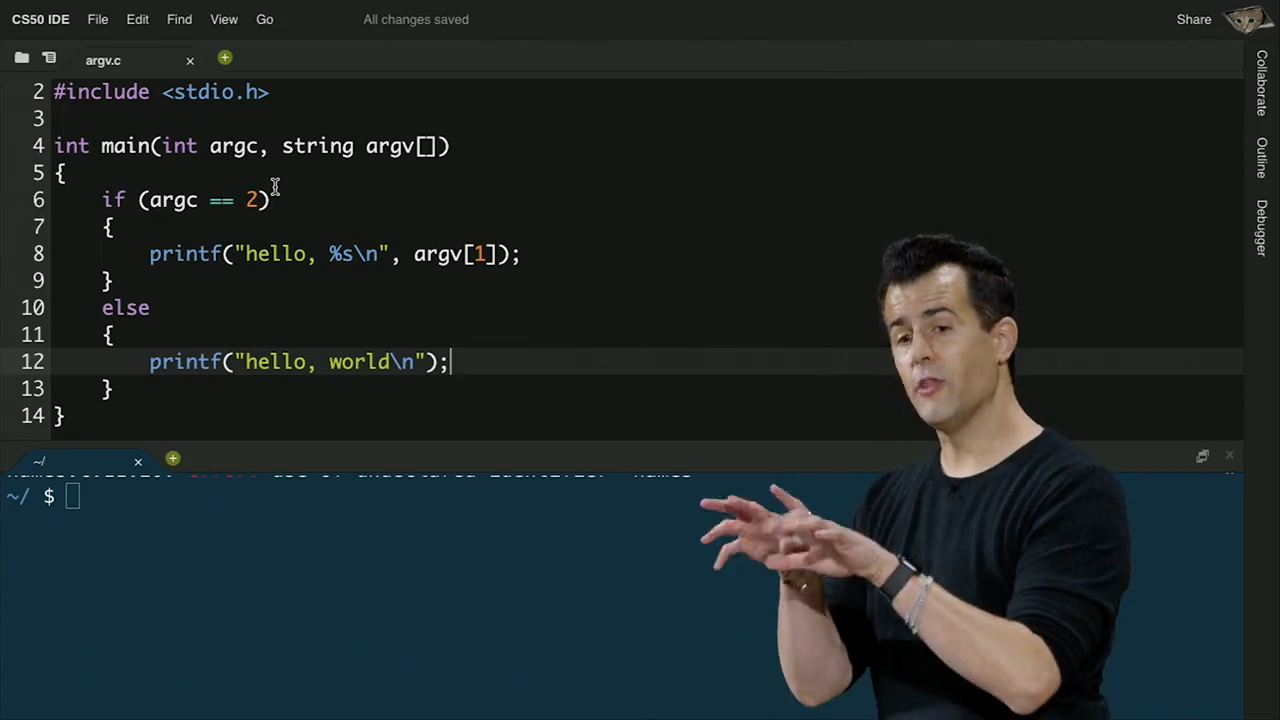 CS50 IDE File Edit Find View Go All changes saved Share
argv.c
Collaborate
Outline
Debugger
2 #include <stdio.h>
3
4 int main(int argc, string argv[])
5 {
6 if (argc == 2)
7 {
8 printf("hello, %s\n", argv[1]);
9 }
10 else
11 {
12 printf("hello, world\n");
13 }
14 }
~/
~/ $